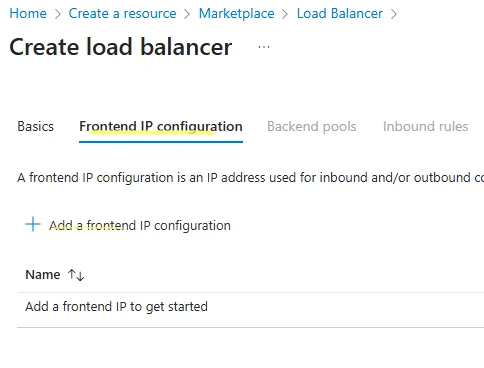 Home > Create a resource > Marketplace > Load Balancer >
Create load balancer ...
Basics Frontend IP configuration Backend pools Inbound rules
A frontend IP configuration is an IP address used for inbound and/or outbound
+ Add a frontend IP configuration
Name ↑↓
Add a frontend IP to get started